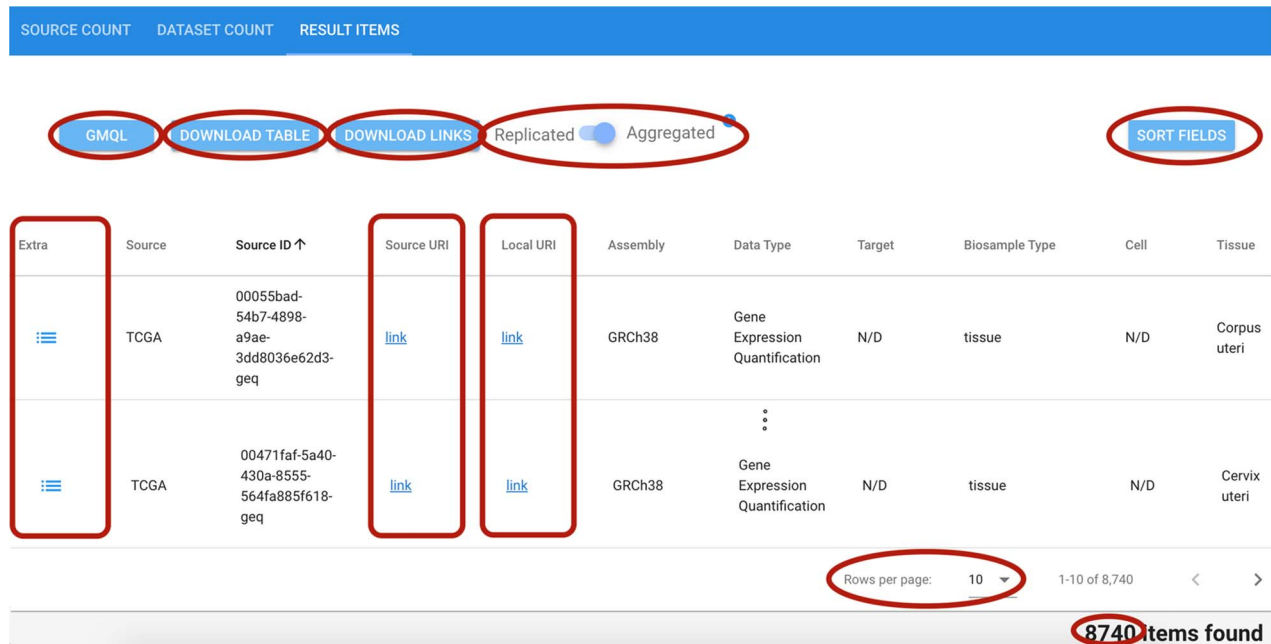 SOURCE COUNT DATASET COUNT RESULT ITEMS
GMQL DOWNLOAD TABLE DOWNLOAD LINKS Replicated Aggregated SORT FIELDS
Extra Source Source ID Source URI Local URI Assembly Data Type Target Biosample Type Cell Tissue
00055bad-
54b7-4898-
a9ae-
3dd8036e62d3-
geq
TCGA link link GRCh38
Gene
Expression
Quantification
N/D tissue N/D
Corpus
uteri
00471faf-5a40-
430a-8555-
564fa885f618-
geq
TCGA link link GRCh38
Gene
Expression
Quantification
N/D tissue N/D
Cervix
uteri
Rows per page: 10 1-10 of 8,740
8740 items found